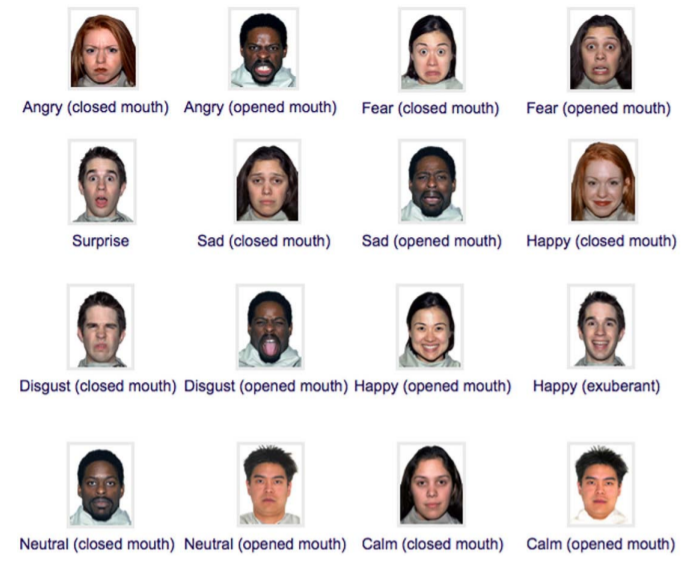 Angry (closed mouth) Angry (opened mouth) Fear (closed mouth) Fear (opened mouth)
Surprise Sad (closed mouth) Sad (opened mouth) Happy (closed mouth)
Disgust (closed mouth) Disgust (opened mouth) Happy (opened mouth) Happy (exuberant)
Neutral (closed mouth) Neutral (opened mouth) Calm (closed mouth) Calm (opened mouth)